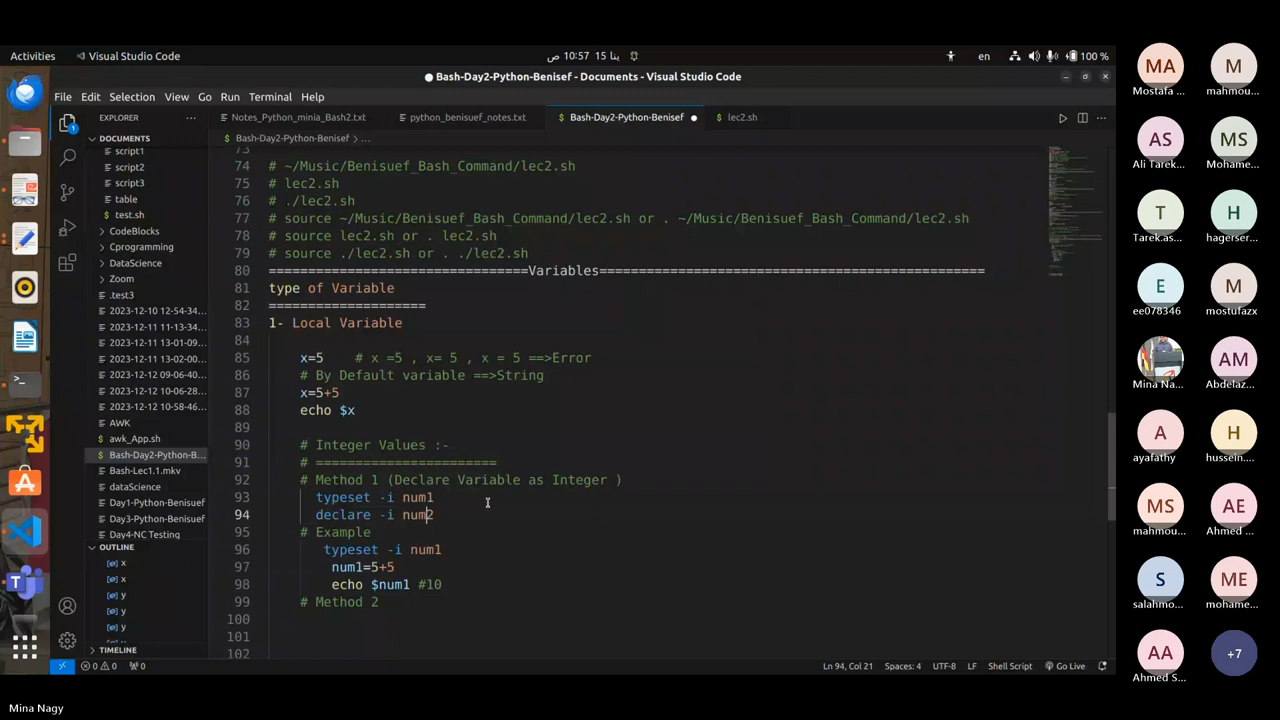 Activities
Visual Studio Code
ص 10:57 15 ينا
en
100 %
Bash-Day2-Python-Benisef - Documents - Visual Studio Code
File Edit Selection View Go Run Terminal Help
EXPLORER
Notes_Python_minia_Bash2.txt
python_benisuef_notes.txt
Bash-Day2-Python-Benisef
lec2.sh
DOCUMENTS
Bash-Day2-Python-Benisef > ...
script1
script2
script3
table
test.sh
CodeBlocks
Cprogramming
DataScience
Zoom
.test3
2023-12-10 12-54-34...
2023-12-11 11-13-34...
2023-12-11 13-01-09...
2023-12-11 13-02-00...
2023-12-12 09-06-40...
2023-12-12 10-06-28...
2023-12-12 10-58-46...
AWK
awk_App.sh
Bash-Day2-Python-B...
Bash-Lec1.1.mkv
dataScience
Day1-Python-Benisuef
Day3-Python-Benisuef
Day4-NC Testing
OUTLINE
x
x
y
y
y
TIMELINE
73
74 # ~/Music/Benisuef_Bash_Command/lec2.sh
75 # lec2.sh
76 # ./lec2.sh
77 # source ~/Music/Benisuef_Bash_Command/lec2.sh or . ~/Music/Benisuef_Bash_Command/lec2.sh
78 # source lec2.sh or . lec2.sh
79 # source ./lec2.sh or . ./lec2.sh
80 =================================Variables=================================================
81 type of Variable
82 ====================
83 1- Local Variable
84
85 x=5    # x =5 , x= 5 , x = 5 ==>Error
86 # By Default variable ==>String
87 x=5+5
88 echo $x
89
90 # Integer Values :-
91 # =======================
92 # Method 1 (Declare Variable as Integer )
93 typeset -i num1
94 declare -i num2
95 # Example
96 typeset -i num1
97 num1=5+5
98 echo $num1 #10
99 # Method 2
100
101
102
0 0 0
Ln 94, Col 21
Spaces: 4
UTF-8
LF
Shell Script
Go Live
MA
Mostafa ...
M
mahmou...
AS
Ali Tarek...
MS
Mohame...
T
Tarek.as...
H
hagerser...
E
ee078346
M
mostufazx
Mina Na...
AM
Abdelaz...
A
ayafathy
H
hussein....
MS
mahmou...
AE
Ahmed ...
S
salahmo...
ME
mohame...
AA
Ahmed S...
+7
Mina Nagy